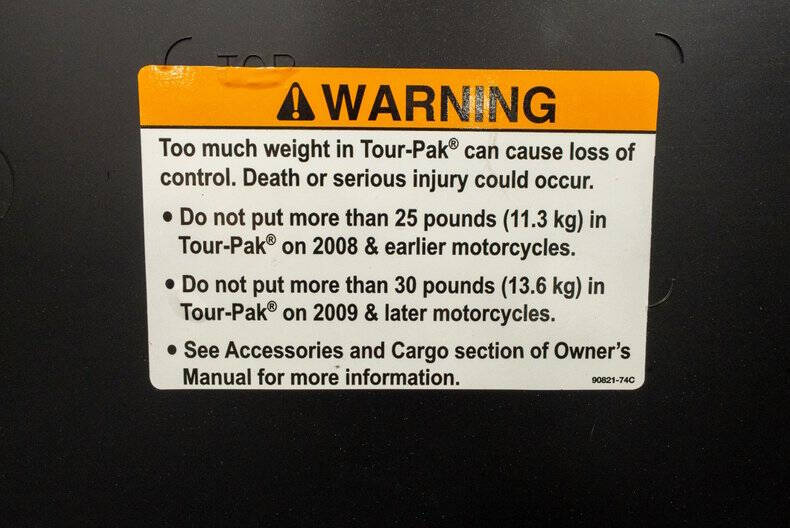 TOP
WARNING
Too much weight in Tour-Pak® can cause loss of
control. Death or serious injury could occur.
• Do not put more than 25 pounds (11.3 kg) in
Tour-Pak® on 2008 & earlier motorcycles.
• Do not put more than 30 pounds (13.6 kg) in
Tour-Pak® on 2009 & later motorcycles.
• See Accessories and Cargo section of Owner's
Manual for more information.
90821-74C